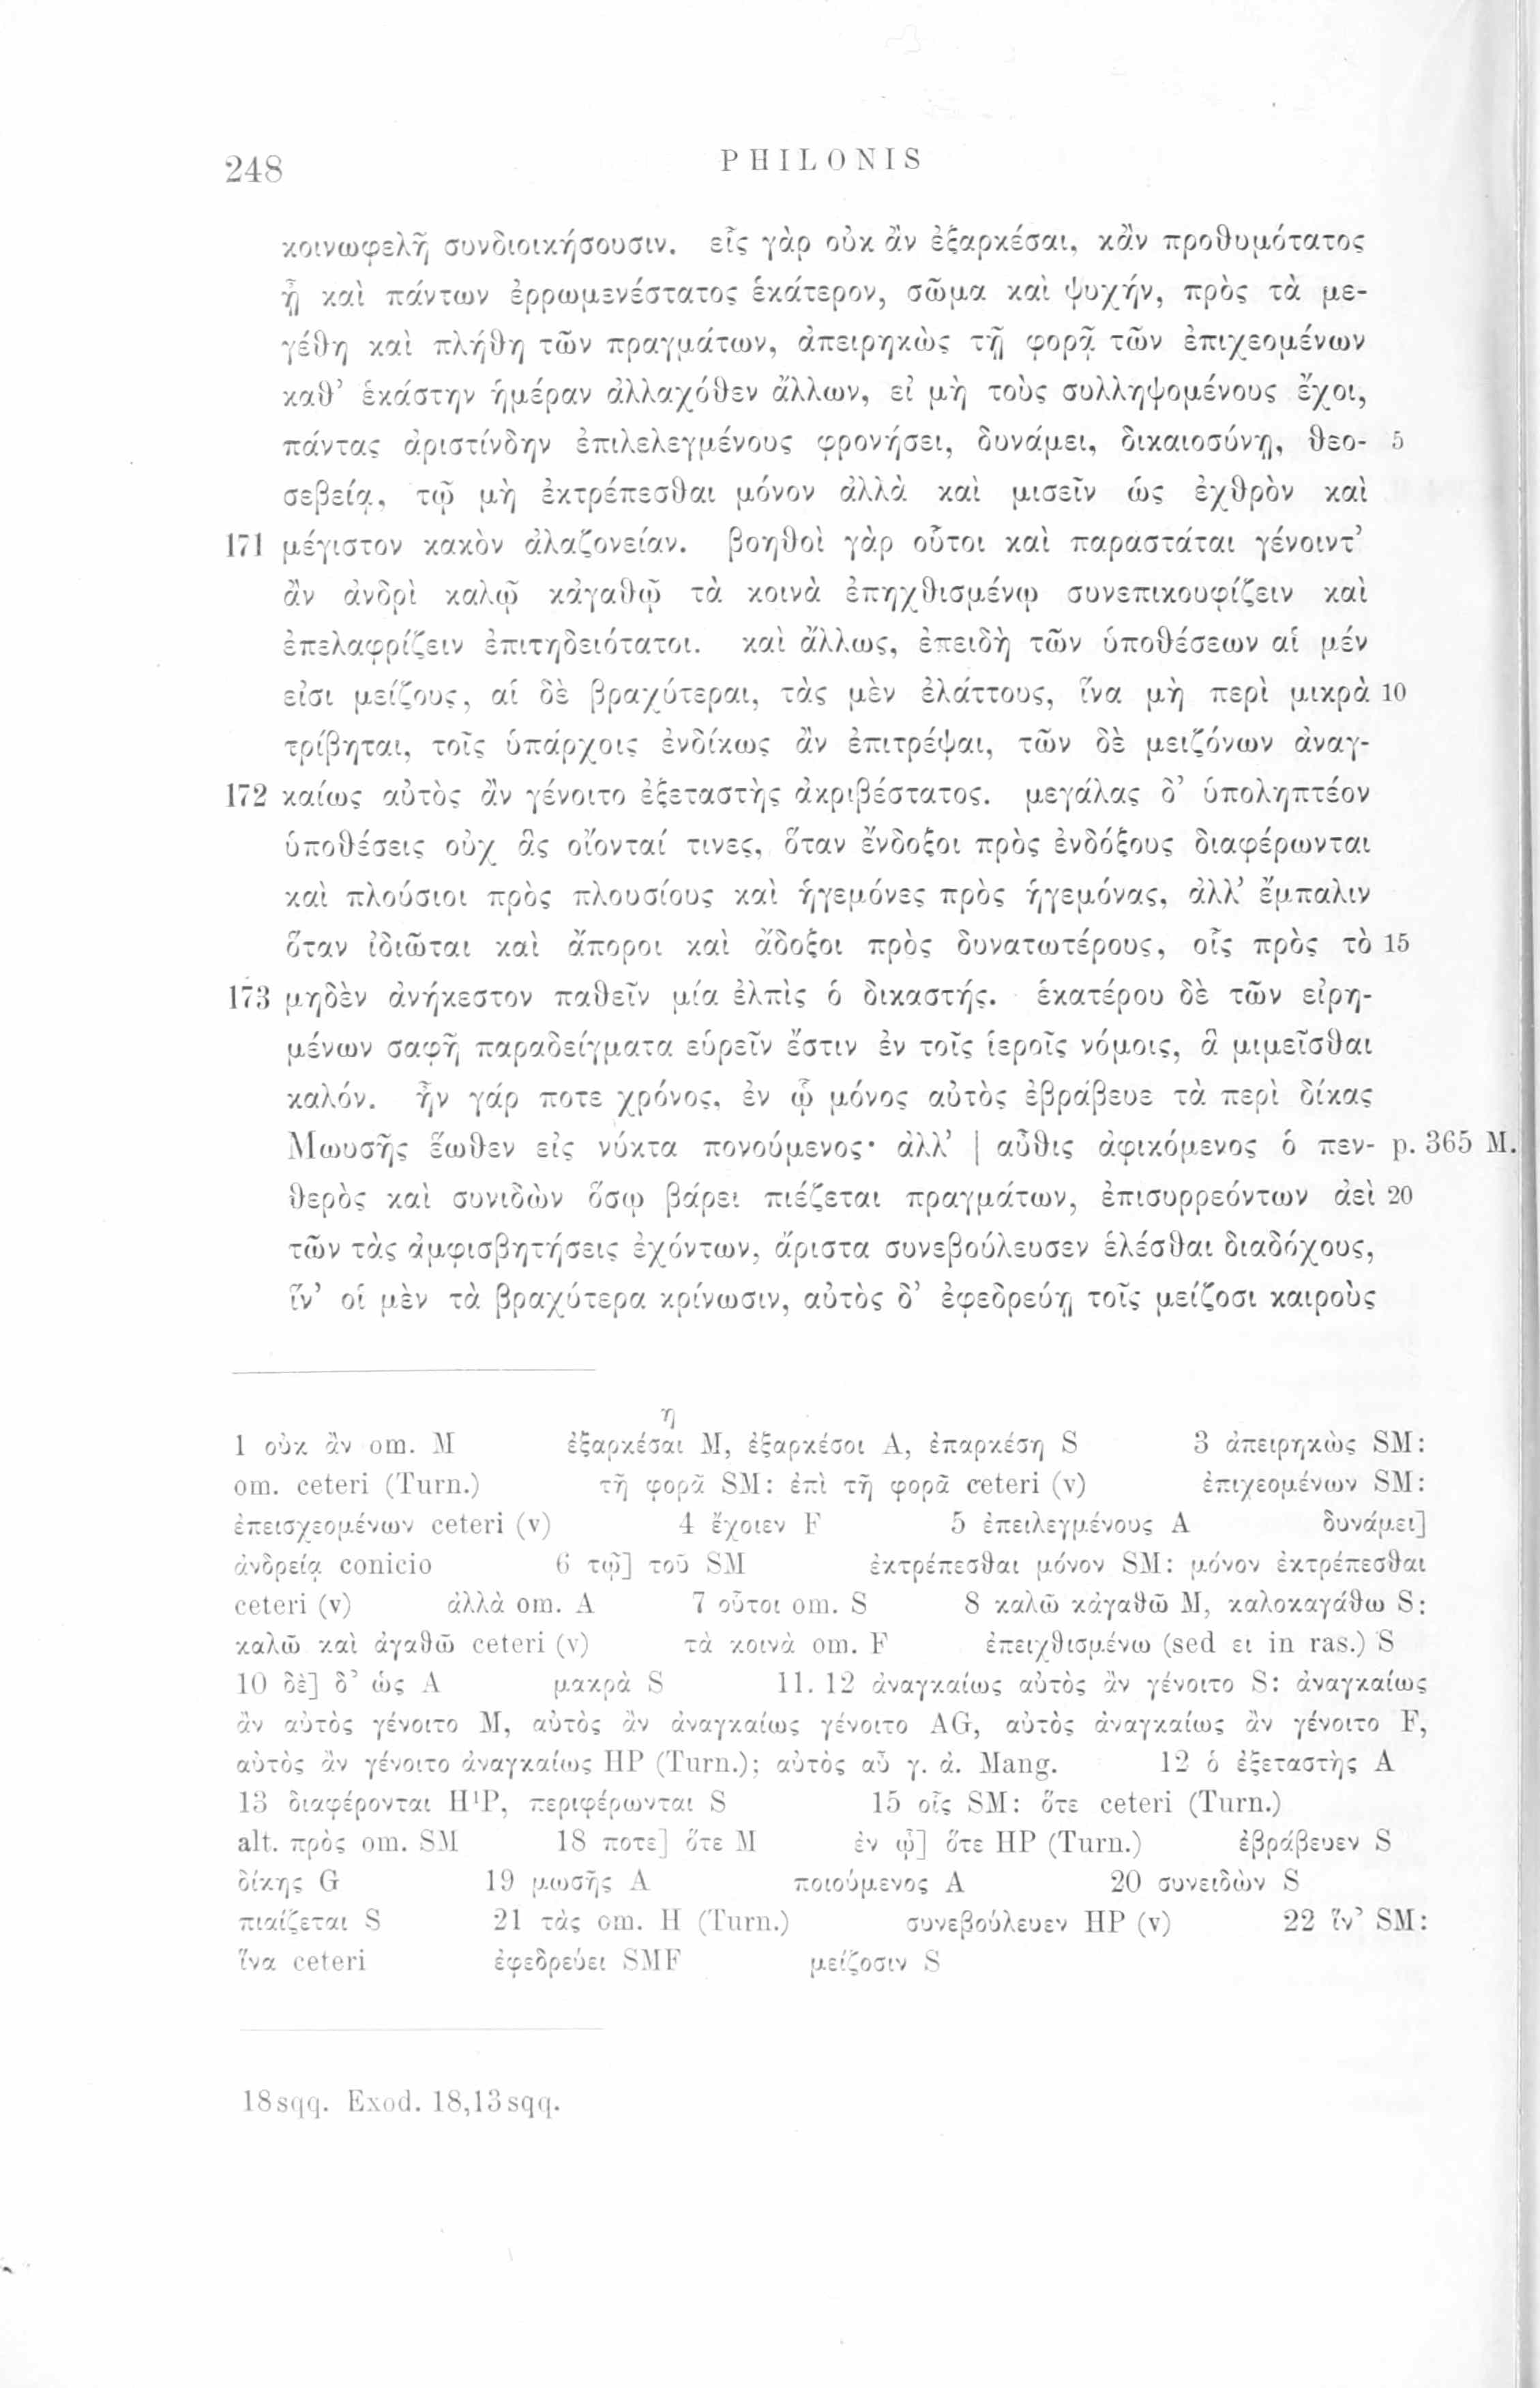 248
PHILONIS
κοινωφελῆ συνδιοικήσουσιν. εἷς γὰρ οὐκ ἂν ἐξαρκέσαι, κἂν προθυμότατος
ᾖ καὶ πάντων ἐρρωμενέστατος ἑκάτερον, σῶμα καὶ ψυχήν, πρὸς τὰ με-
γέθη καὶ πλήθη τῶν πραγμάτων, ἀπειρηκὼς τῇ φορᾷ τῶν ἐπιχεομένων
καθ’ ἑκάστην ἡμέραν ἀλλαχόθεν ἄλλων, εἰ μὴ τοὺς συλληψομένους ἔχοι,
πάντας ἀριστίνδην ἐπιλελεγμένους φρονήσει, δυνάμει, δικαιοσύνῃ, θεο- 5
σεβείᾳ, τῷ μὴ ἐκτρέπεσθαι μόνον ἀλλὰ καὶ μισεῖν ὡς ἐχθρὸν καὶ
171 μέγιστον κακὸν ἀλαζονείαν. βοηθοὶ γὰρ οὗτοι καὶ παραστάται γένοιντ’
ἂν ἀνδρὶ καλῷ κἀγαθῷ τὰ κοινὰ ἐπηχθισμένῳ συνεπικουφίζειν καὶ
ἐπελαφρίζειν ἐπιτηδειότατοι. καὶ ἄλλως, ἐπειδὴ τῶν ὑποθέσεων αἱ μέν
εἰσι μείζους, αἱ δὲ βραχύτεραι, τὰς μὲν ἐλάττους, ἵνα μὴ περὶ μικρὰ 10
τρίβηται, τοῖς ὑπάρχοις ἐνδίκως ἂν ἐπιτρέψαι, τῶν δὲ μειζόνων ἀναγ-
172 καίως αὐτὸς ἂν γένοιτο ἐξεταστὴς ἀκριβέστατος. μεγάλας δ’ ὑποληπτέον
ὑποθέσεις οὐχ ἃς οἴονταί τινες, ὅταν ἔνδοξοι πρὸς ἐνδόξους διαφέρωνται
καὶ πλούσιοι πρὸς πλουσίους καὶ ἡγεμόνες πρὸς ἡγεμόνας, ἀλλ’ ἔμπαλιν
ὅταν ἰδιῶται καὶ ἄποροι καὶ ἄδοξοι πρὸς δυνατωτέρους, οἷς πρὸς τὸ 15
173 μηδὲν ἀνήκεστον παθεῖν μία ἐλπὶς ὁ δικαστής. ἑκατέρου δὲ τῶν εἰρη-
μένων σαφῆ παραδείγματα εὑρεῖν ἔστιν ἐν τοῖς ἱεροῖς νόμοις, ἃ μιμεῖσθαι
καλόν. ἦν γάρ ποτε χρόνος, ἐν ᾧ μόνος αὐτὸς ἐβράβευε τὰ περὶ δίκας
Μωυσῆς ἕωθεν εἰς νύκτα πονούμενος· ἀλλ’ | αὖθις ἀφικόμενος ὁ πεν- p. 365 M.
θερὸς καὶ συνιδὼν ὅσῳ βάρει πιέζεται πραγμάτων, ἐπισυρρεόντων ἀεὶ 20
τῶν τὰς ἀμφισβητήσεις ἐχόντων, ἄριστα συνεβούλευσεν ἑλέσθαι διαδόχους,
ἵν’ οἱ μὲν τὰ βραχύτερα κρίνωσιν, αὐτὸς δ’ ἐφεδρεύῃ τοῖς μείζοσι καιροὺς
η
1 οὐκ ἂν om. M ἐξαρκέσαι M, ἐξαρκέσοι A, ἐπαρκέση S 3 ἀπειρηκὼς SM:
om. ceteri (Turn.) τῆ φορᾶ SM: ἐπὶ τῆ φορᾶ ceteri (v) ἐπιχεομένων SM:
ἐπεισχεομένων ceteri (v) 4 ἔχοιεν F 5 ἐπειλεγμένους A δυνάμει]
ἀνδρείᾳ conicio 6 τῷ] τοῦ SM ἐκτρέπεσθαι μόνον SM: μόνον ἐκτρέπεσθαι
ceteri (v) ἀλλὰ om. A 7 οὗτοι om. S 8 καλῶ κἀγαθῶ M, καλοκαγάθω S:
καλῶ καὶ ἀγαθῶ ceteri (v) τὰ κοινὰ om. F ἐπειχθισμένω (sed ει in ras.) S
10 δὲ] δ’ ὡς A μακρὰ S 11. 12 ἀναγκαίως αὐτὸς ἂν γένοιτο S: ἀναγκαίως
ἂν αὐτὸς γένοιτο M, αὐτὸς ἂν ἀναγκαίως γένοιτο AG, αὐτὸς ἀναγκαίως ἂν γένοιτο F,
αὐτὸς ἂν γένοιτο ἀναγκαίως HP (Turn.); αὐτὸς αὖ γ. ἀ. Mang. 12 ὁ ἐξεταστὴς A
13 διαφέρονται H¹P, περιφέρωνται S 15 οἷς SM: ὅτε ceteri (Turn.)
alt. πρὸς om. SM 18 ποτε] ὅτε M ἐν ᾧ] ὅτε HP (Turn.) ἐβράβευεν S
δίκης G 19 μωσῆς A ποιούμενος A 20 συνειδὼν S
πιαίζεται S 21 τὰς om. H (Turn.) συνεβούλευεν HP (v) 22 ἵν’ SM:
ἵνα ceteri ἐφεδρεύει SMF μείζοσιν S
18 sqq. Exod. 18,13 sqq.